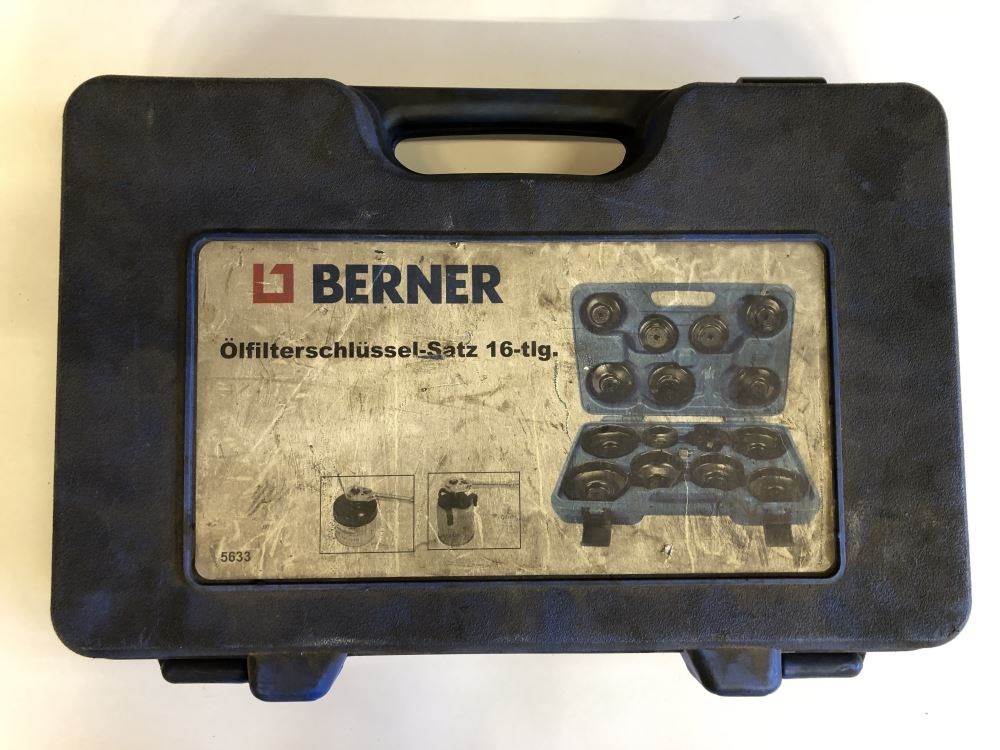 BERNER
Ölfilterschlüssel-Satz 16-tlg.
5633